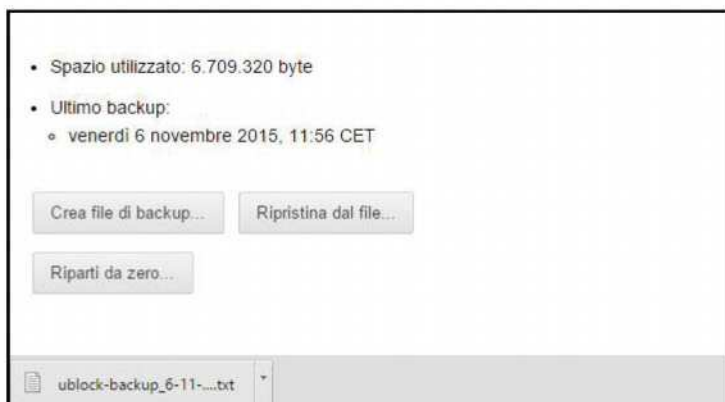 • Spazio utilizzato: 6.709.320 byte
• Ultimo backup:
◦ venerdì 6 novembre 2015, 11:56 CET
Crea file di backup... Ripristina dal file...
Riparti da zero...
ublock-backup_6-11-....txt